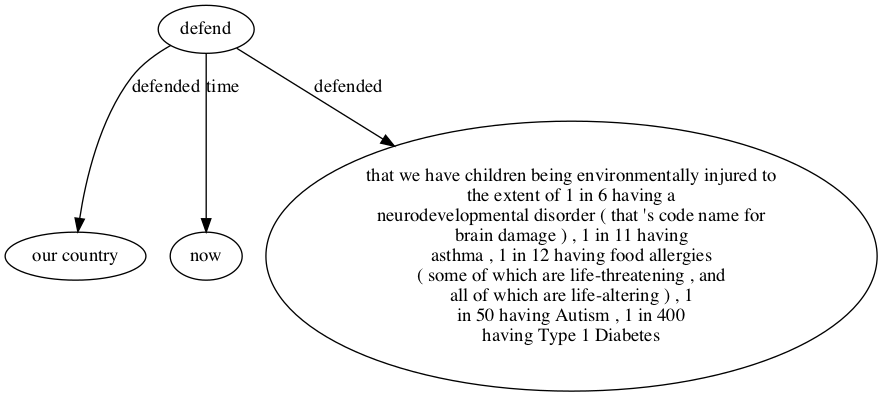 defend
defended
time
defended
our country
now
that we have children being environmentally injured to
the extent of 1 in 6 having a
neurodevelopmental disorder ( that 's code name for
brain damage ) , 1 in 11 having
asthma , 1 in 12 having food allergies
( some of which are life-threatening , and
all of which are life-altering ) , 1
in 50 having Autism , 1 in 400
having Type 1 Diabetes